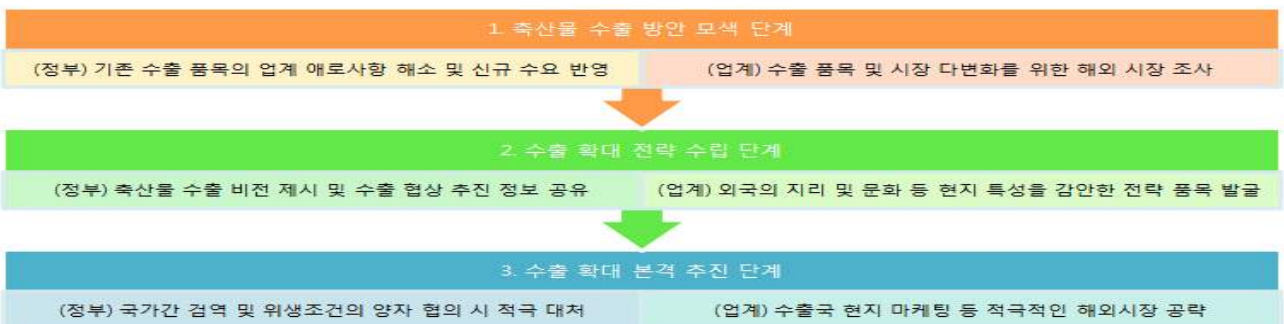 1. 축산물 수출 방안 모색 단계
(정부) 기존 수출 품목의 업계 애로사항 해소 및 신규 수요 반영
(업계) 수출 품목 및 시장 다변화를 위한 해외 시장 조사
2. 수출 확대 전략 수립 단계
(정부) 축산물 수출 비전 제시 및 수출 협상 추진 정보 공유
(업계) 외국의 지리 및 문화 등 현지 특성을 감안한 전략 품목 발굴
3. 수출 확대 본격 추진 단계
(정부) 국가간 검역 및 위생조건의 양자 협의 시 적극 대처
(업계) 수출국 현지 마케팅 등 적극적인 해외시장 공략